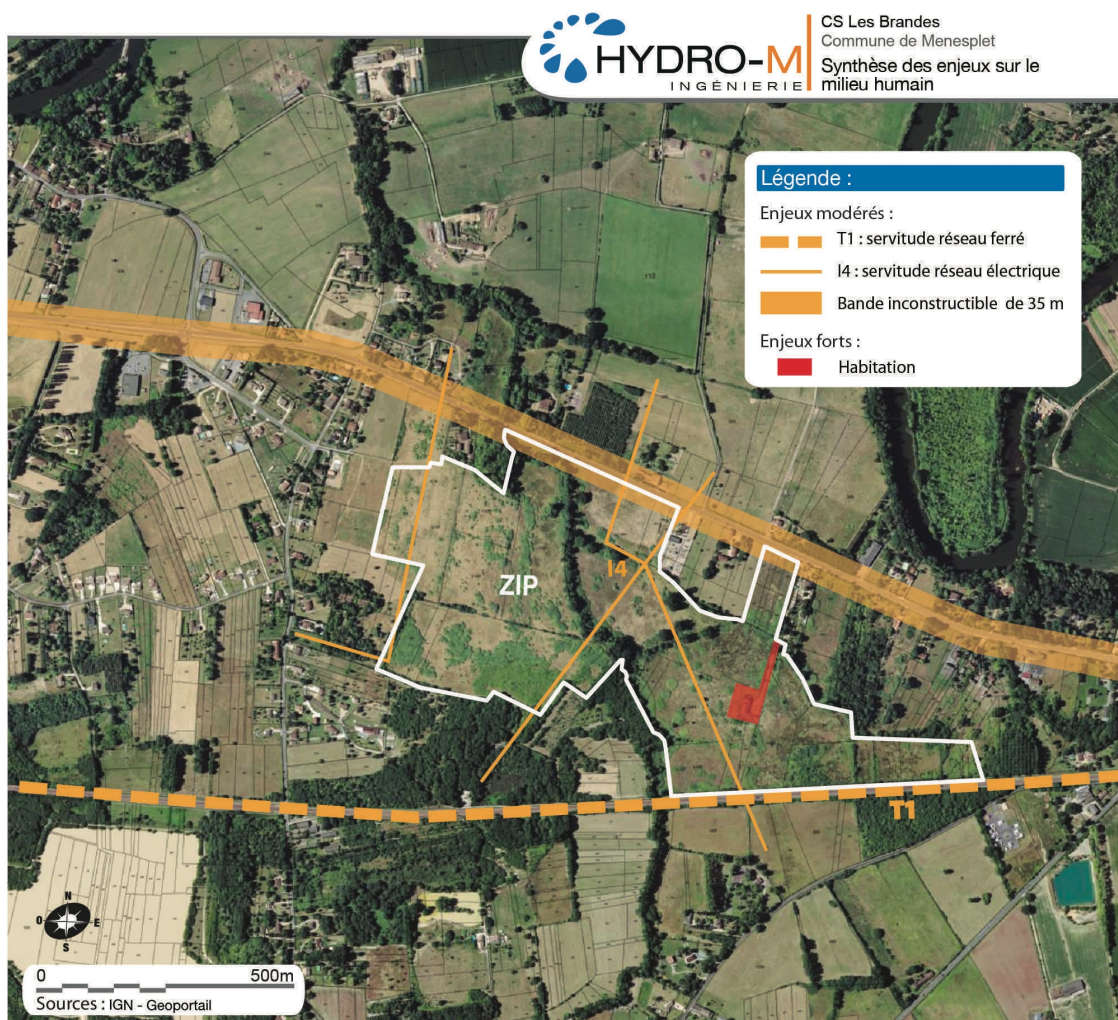 HYDRO-M
INGÉNIERIE
CS Les Brandes
Commune de Menesplet
Synthèse des enjeux sur le
milieu humain
Légende :
Enjeux modérés :
T1 : servitude réseau ferré
I4 : servitude réseau électrique
Bande inconstructible de 35 m
Enjeux forts :
Habitation
112
ZIP
I4
T1
N
O E
S
0 500m
Sources : IGN - Geoportail